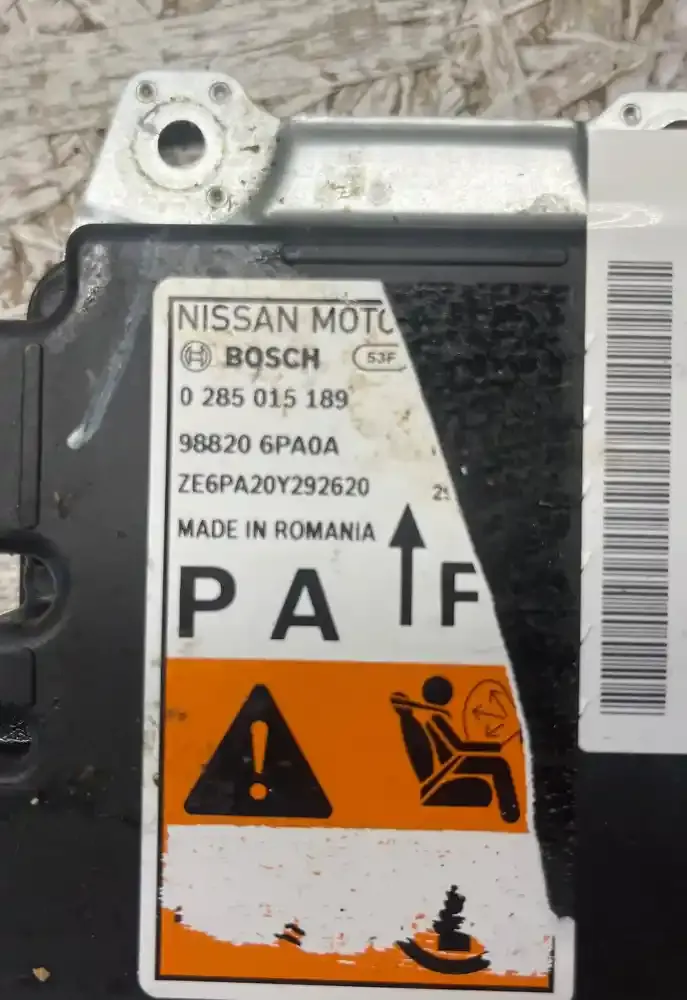 NISSAN MOTO
BOSCH 53F
0 285 015 189
98820 6PA0A
ZE6PA20Y292620
MADE IN ROMANIA
P A F